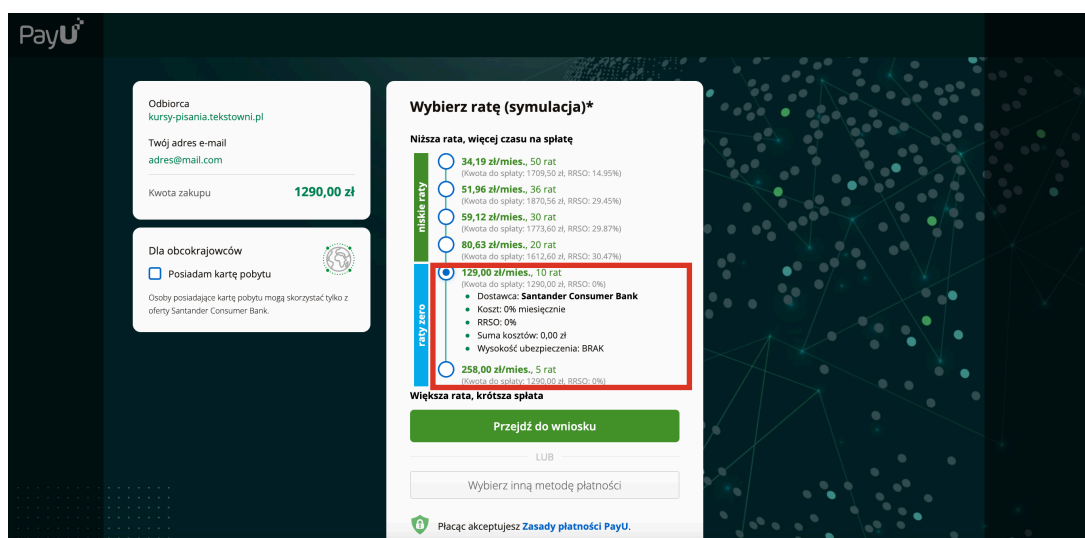 PayU
Odbiorca
kursy-pisania.tekstowni.pl
Twój adres e-mail
adres@mail.com
Kwota zakupu 1290,00 zł
Dla obcokrajowców
Posiadam kartę pobytu
Osoby posiadające kartę pobytu mogą skorzystać tylko z
oferty Santander Consumer Bank.
Wybierz ratę (symulacja)*
Niższa rata, więcej czasu na spłatę
niskie raty
34,19 zł/mies., 50 rat
(Kwota do spłaty: 1709,50 zł, RRSO: 14.95%)
51,96 zł/mies., 36 rat
(Kwota do spłaty: 1870,56 zł, RRSO: 29.45%)
59,12 zł/mies., 30 rat
(Kwota do spłaty: 1773,60 zł, RRSO: 29.87%)
80,63 zł/mies., 20 rat
(Kwota do spłaty: 1612,60 zł, RRSO: 30.47%)
raty zero
129,00 zł/mies., 10 rat
(Kwota do spłaty: 1290,00 zł, RRSO: 0%)
Dostawca: Santander Consumer Bank
Koszt: 0% miesięcznie
RRSO: 0%
Suma kosztów: 0,00 zł
Wysokość ubezpieczenia: BRAK
258,00 zł/mies., 5 rat
(Kwota do spłaty: 1290,00 zł, RRSO: 0%)
Większa rata, krótsza spłata
Przejdź do wniosku
LUB
Wybierz inną metodę płatności
Płacąc akceptujesz Zasady płatności PayU.